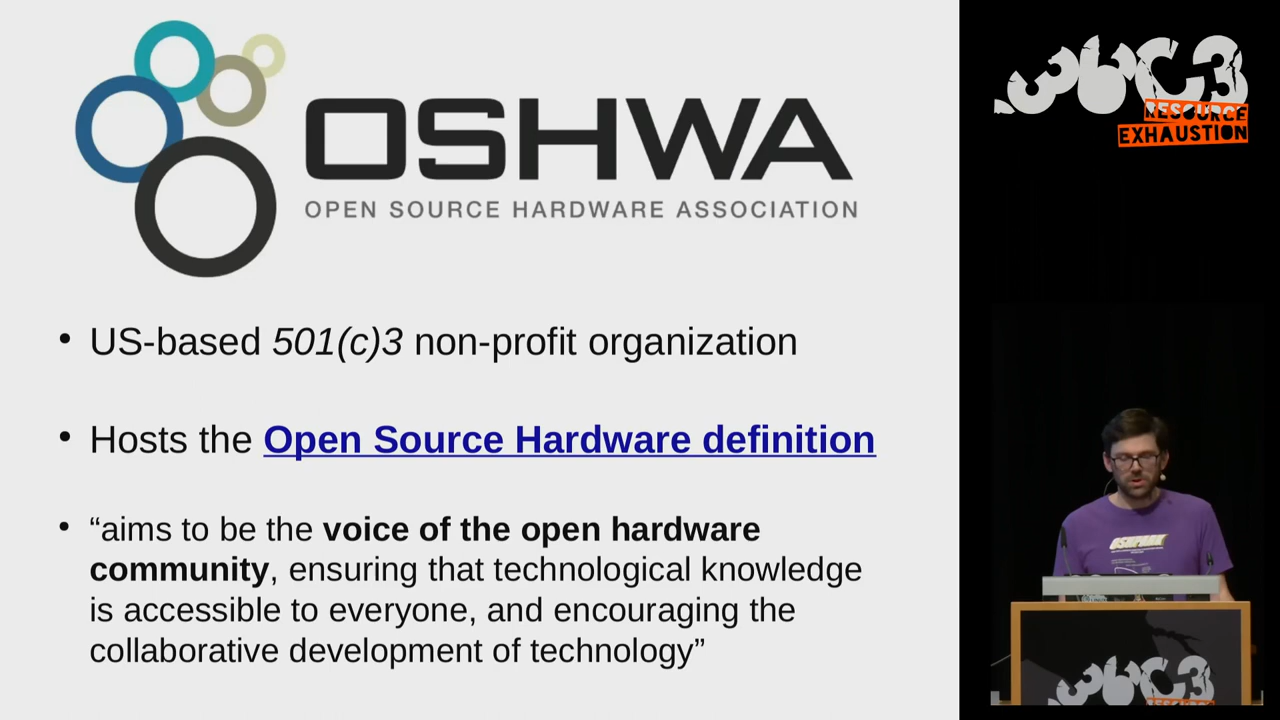 OSHWA
OPEN SOURCE HARDWARE ASSOCIATION
• US-based 501(c)3 non-profit organization
• Hosts the Open Source Hardware definition
• “aims to be the voice of the open hardware
community, ensuring that technological knowledge
is accessible to everyone, and encouraging the
collaborative development of technology”
36C3
RESOURCE
EXHAUSTION
OSHPARK
36C3